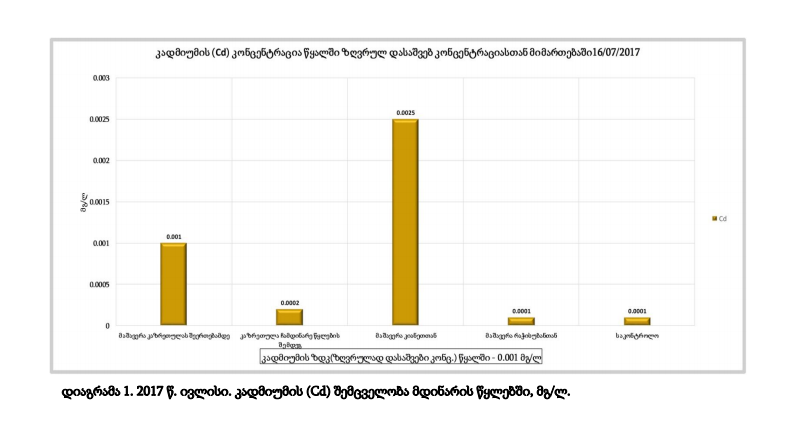 კადმიუმის (Cd) კონცენტრაცია წყალში ზღვრულ დასაშვებ კონცენტრაციასთან მიმართებაში16/07/2017
0.003
0.0025
0.002
0.0015
0.001
0.0005
0
მგ/ლ
0.001
0.0002
0.0025
0.0001
0.0001
Cd
მაშავერა კაზრეთულას შეერთებამდე
კაზრეთულა ჩამდინარე წყლების შემდეგ
მაშავერა კიანეთთან
მაშავერა რაჭისუბანთან
საკონტროლო
კადმიუმის ზდკ(ზღვრულად დასაშვები კონც.) წყალში - 0.001 მგ/ლ
დიაგრამა 1. 2017 წ. ივლისი. კადმიუმის (Cd) შემცველობა მდინარის წყლებში, მგ/ლ.